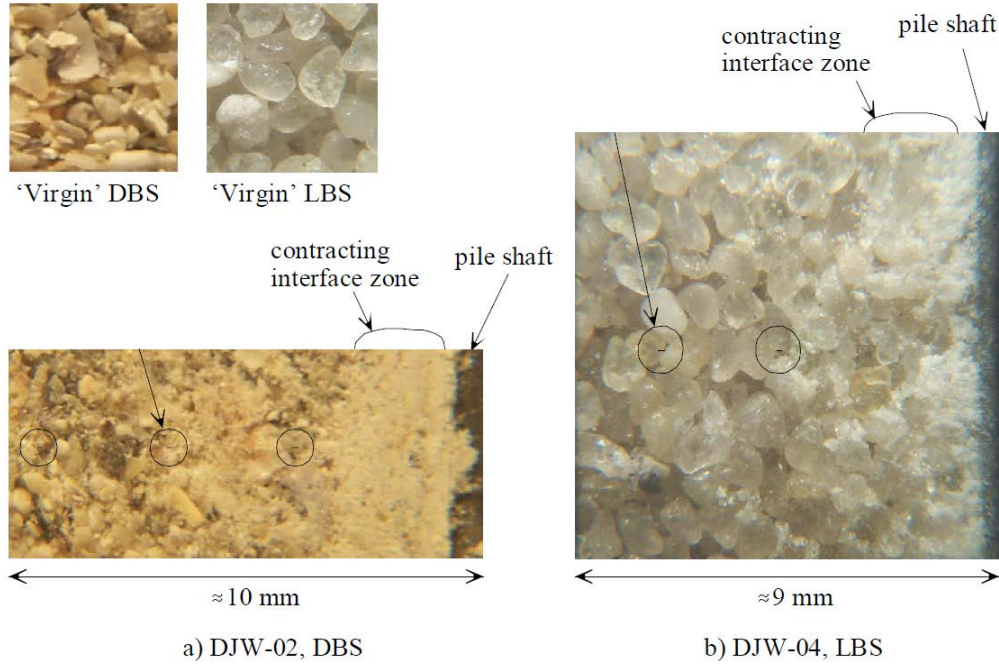 'Virgin' DBS
'Virgin' LBS
contracting
interface zone
pile shaft
≈10 mm
a) DJW-02, DBS
contracting
interface zone
pile shaft
≈9 mm
b) DJW-04, LBS